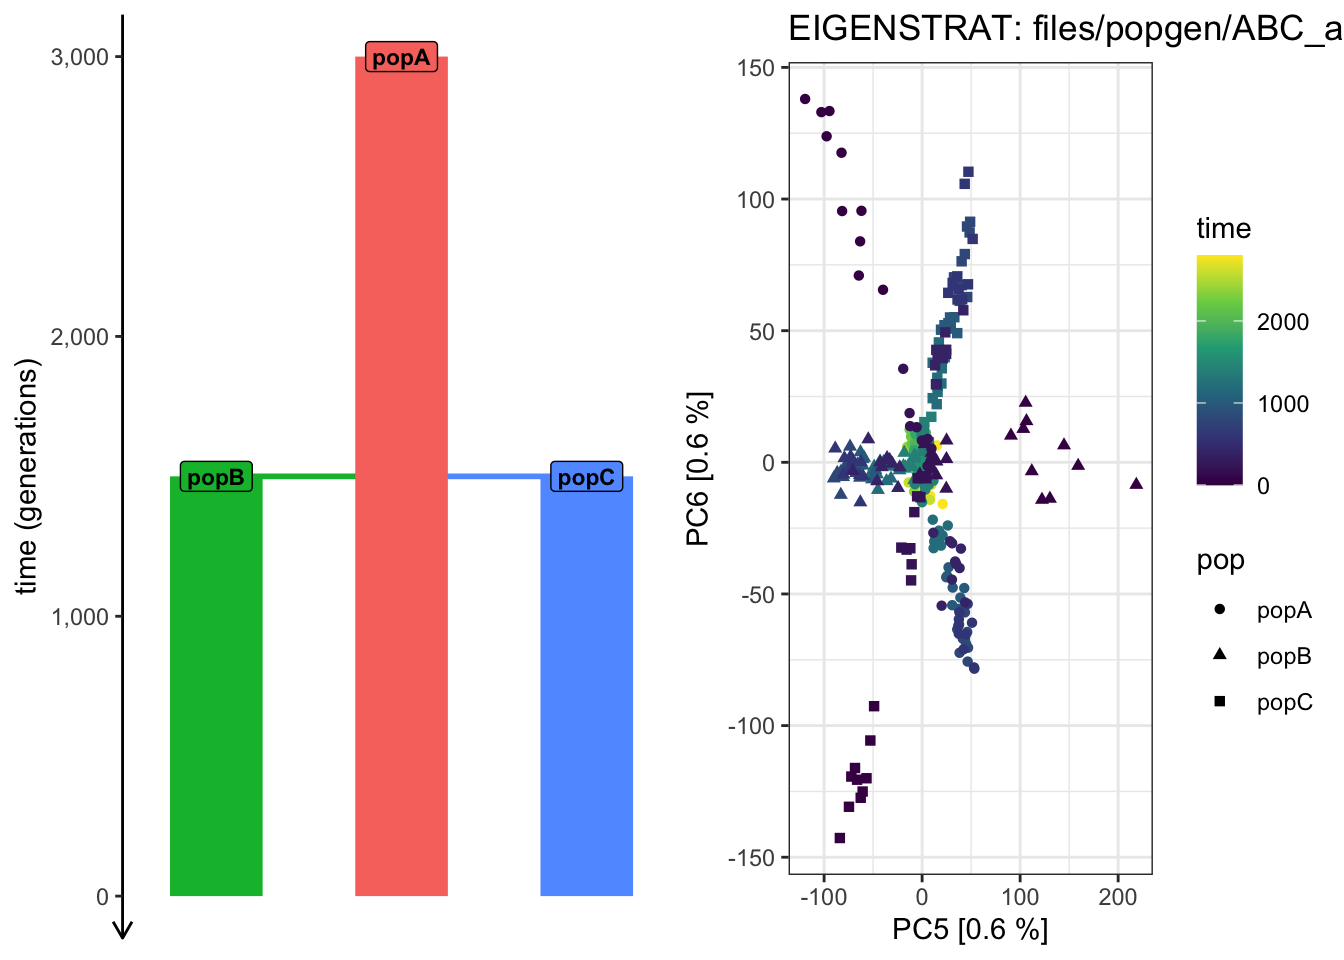 time (generations)
3,000
2,000
1,000
0
popA
popB
popC
EIGENSTRAT: files/popgen/ABC_a
PC6 [0.6 %]
150
100
50
0
-50
-100
-150
-100
0
100
200
PC5 [0.6 %]
time
2000
1000
0
pop
popA
popB
popC